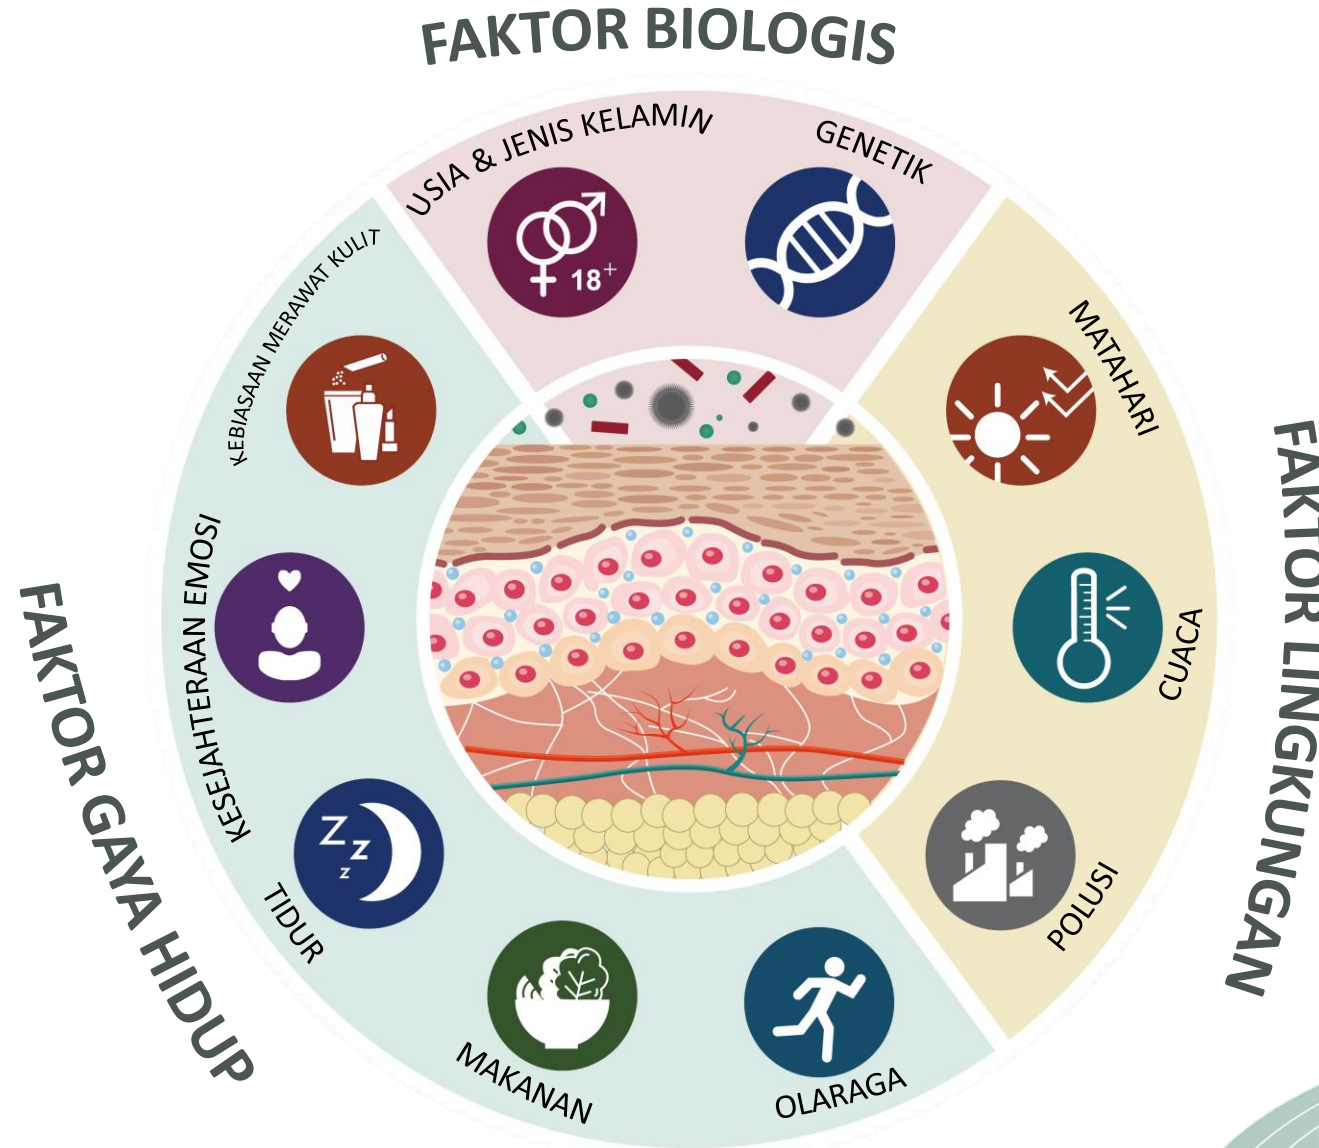 FAKTOR BIOLOGIS
USIA & JENIS KELAMIN
GENETIK
18+
KEBIASAAN MERAWAT KULIT
MATAHARI
KESEJAHTERAAN EMOSI
CUACA
FAKTOR GAYA HIDUP
FAKTOR LINGKUNGAN
Z z z
TIDUR
POLUSI
MAKANAN
OLARAGA